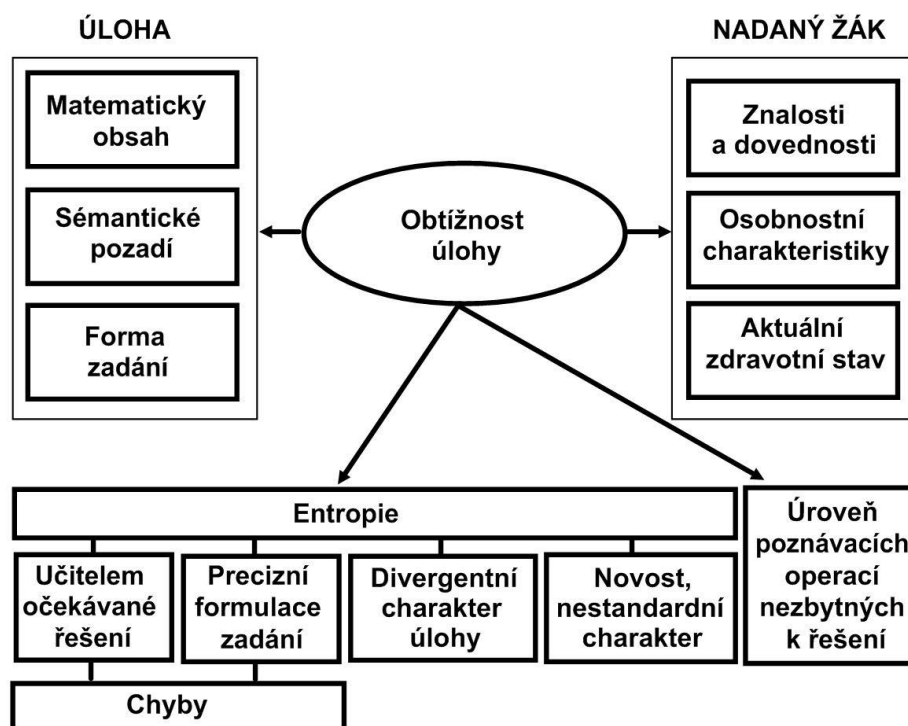 ÚLOHA
Matematický
obsah
Sémantické
pozadí
Forma
zadání
Obtížnost
úlohy
NADANÝ ŽÁK
Znalosti
a dovednosti
Osobnostní
charakteristiky
Aktuální
zdravotní stav
Entropie
Učitelem
očekávané
řešení
Precizní
formulace
zadání
Divergentní
charakter
úlohy
Novost,
nestandardní
charakter
Úroveň
poznávacích
operací
nezbytných
k řešení
Chyby